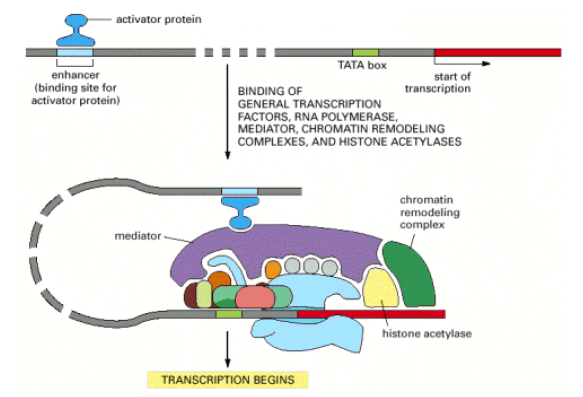 activator protein
enhancer
(binding site for
activator protein)
TATA box
start of
transcription
BINDING OF
GENERAL TRANSCRIPTION
FACTORS, RNA POLYMERASE,
MEDIATOR, CHROMATIN REMODELING
COMPLEXES, AND HISTONE ACETYLASES
chromatin
remodeling
complex
mediator
histone acetylase
TRANSCRIPTION BEGINS